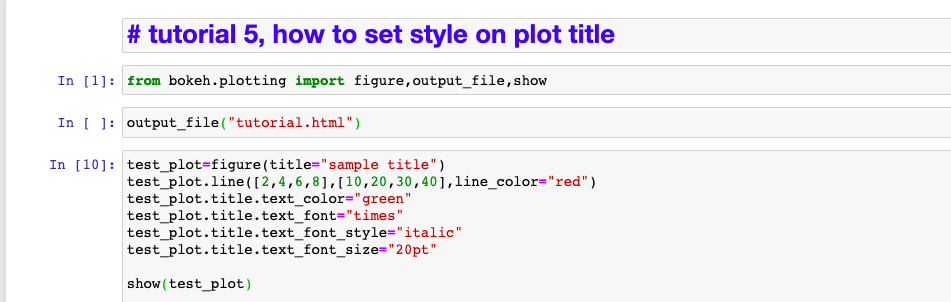 # tutorial 5, how to set style on plot title
In [1]: from bokeh.plotting import figure,output_file,show
In [ ]: output_file("tutorial.html")
In [10]: test_plot=figure(title="sample title")
test_plot.line([2,4,6,8],[10,20,30,40],line_color="red")
test_plot.title.text_color="green"
test_plot.title.text_font="times"
test_plot.title.text_font_style="italic"
test_plot.title.text_font_size="20pt"
show(test_plot)